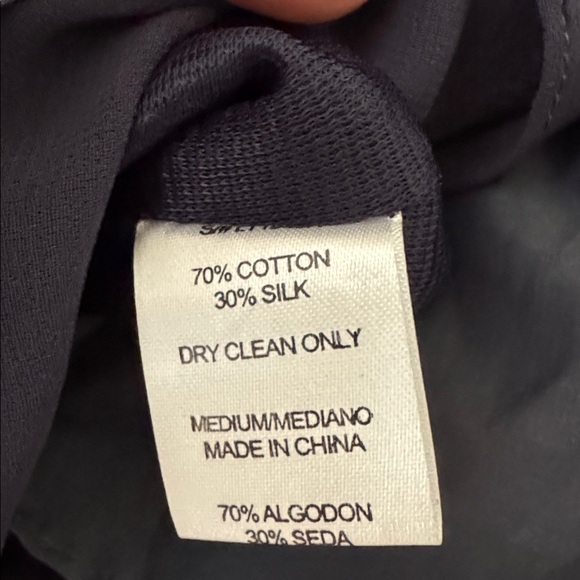 70% COTTON
30% SILK
DRY CLEAN ONLY
MEDIUM/MEDIANO
MADE IN CHINA
70% ALGODON
30% SEDA